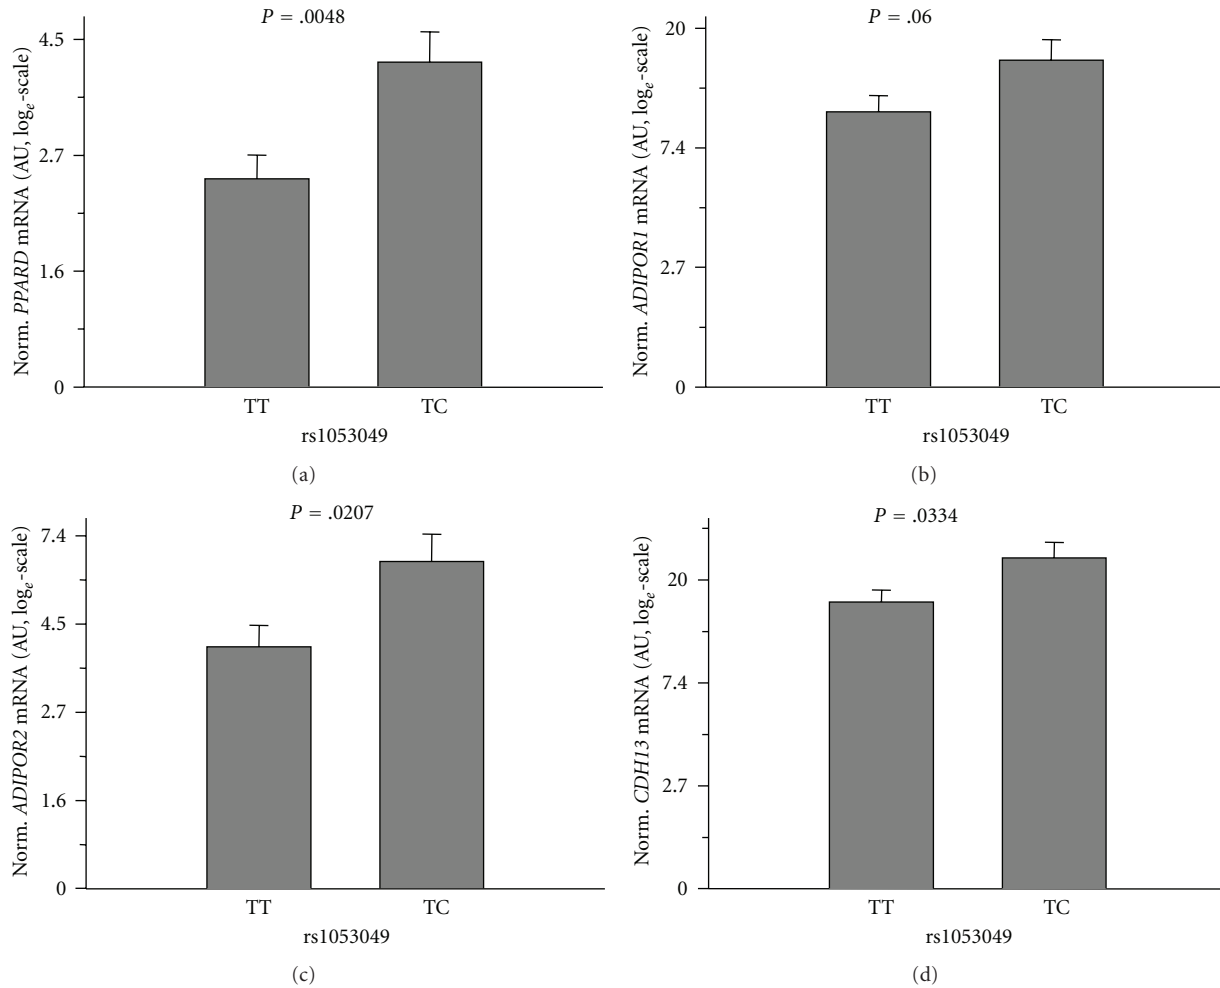 P = .0048
Norm. PPARD mRNA (AU, logₑ-scale)
4.5
2.7
1.6
0
TT TC
rs1053049
(a)
P = .06
Norm. ADIPOR1 mRNA (AU, logₑ-scale)
20
7.4
2.7
0
TT TC
rs1053049
(b)
P = .0207
Norm. ADIPOR2 mRNA (AU, logₑ-scale)
7.4
4.5
2.7
1.6
0
TT TC
rs1053049
(c)
P = .0334
Norm. CDH13 mRNA (AU, logₑ-scale)
20
7.4
2.7
0
TT TC
rs1053049
(d)